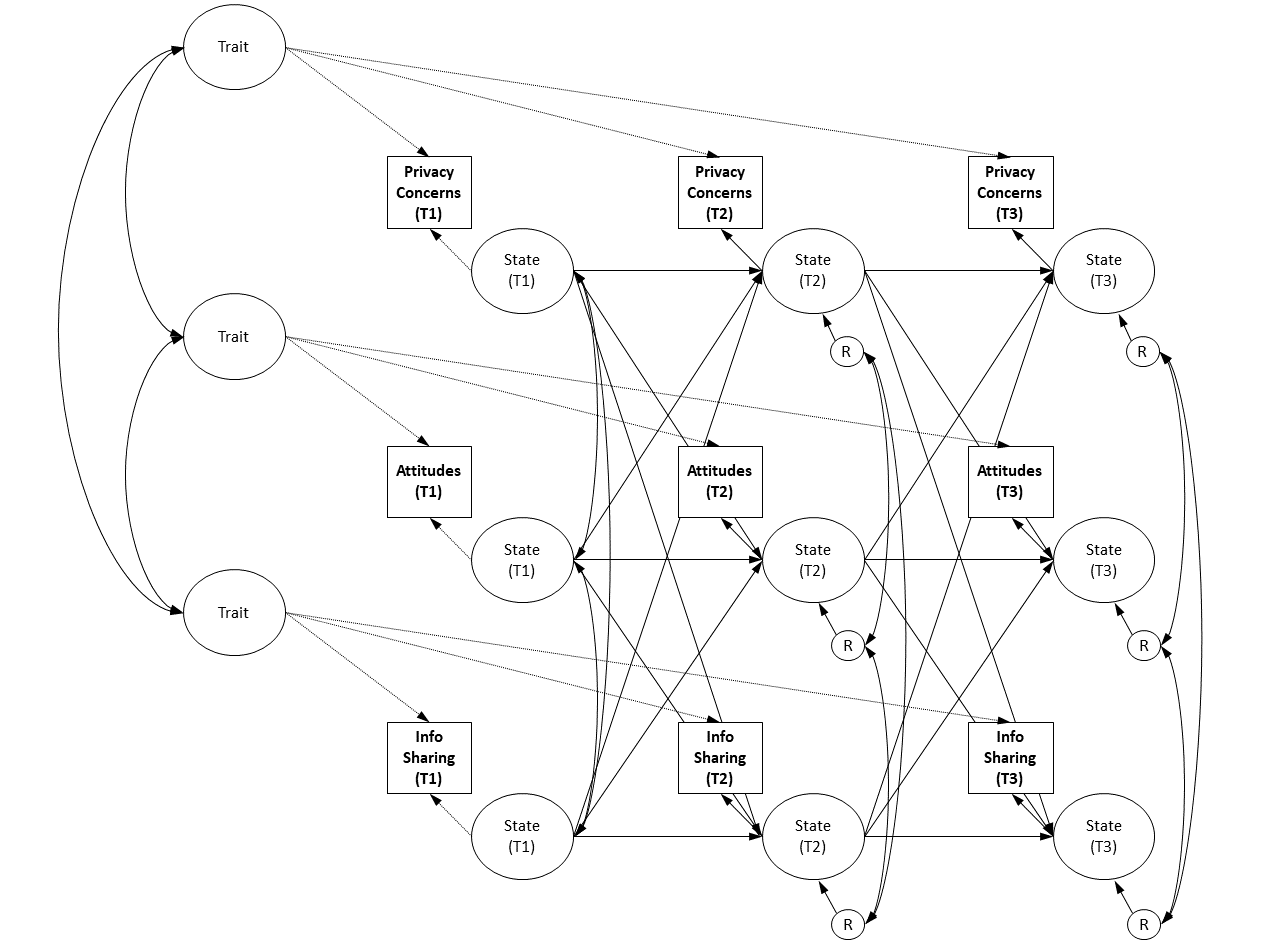 Trait
Privacy
Concerns
(T1)
Privacy
Concerns
(T2)
Privacy
Concerns
(T3)
State
(T1)
State
(T2)
State
(T3)
R
R
Trait
Attitudes
(T1)
Attitudes
(T2)
Attitudes
(T3)
State
(T1)
State
(T2)
State
(T3)
R
R
Trait
Info
Sharing
(T1)
Info
Sharing
(T2)
Info
Sharing
(T3)
State
(T1)
State
(T2)
State
(T3)
R
R